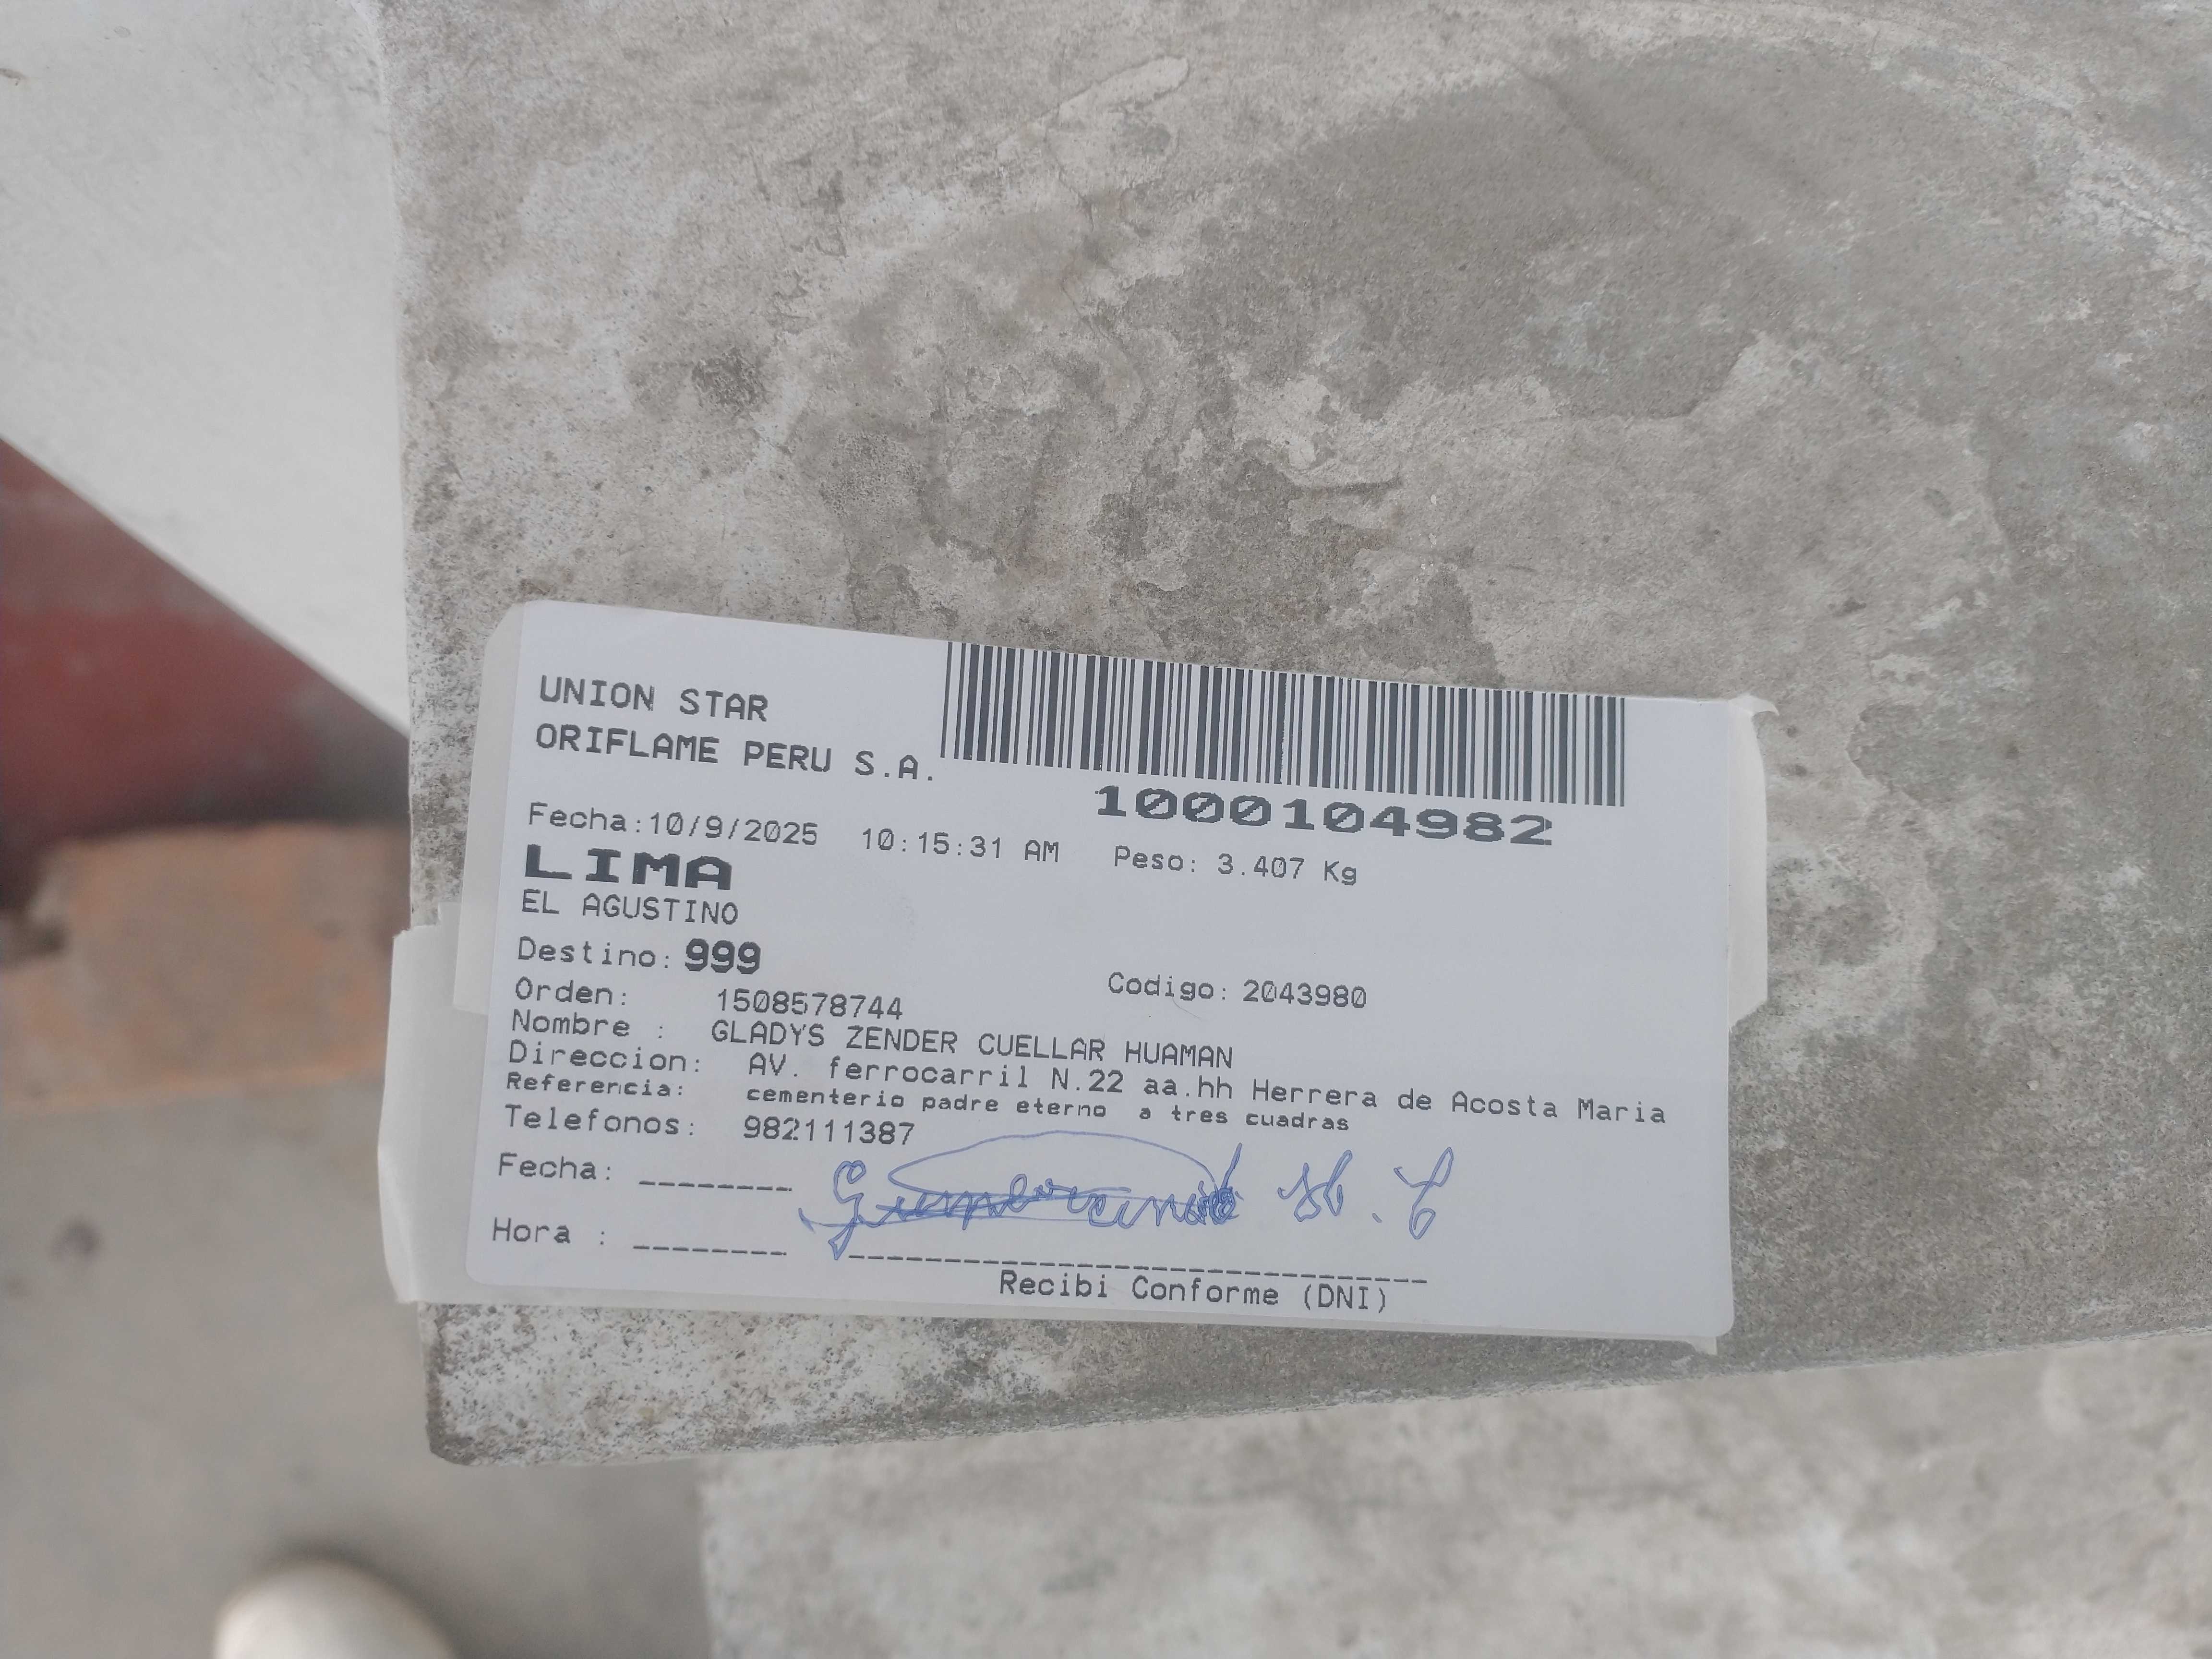 UNION STAR
ORIFLAME PERU S.A.
1000104982
Fecha:10/9/2025 10:15:31 AM Peso: 3.407 Kg
LIMA
EL AGUSTINO
Destino: 999
Codigo: 2043980
Orden: 1508578744
Nombre : GLADYS ZENDER CUELLAR HUAMAN
Direccion: AV. ferrocarril N.22 aa.hh Herrera de Acosta Maria
Referencia: cementerio padre eterno a tres cuadras
Telefonos: 982111387
Fecha: --------
Hora : --------
Recibi Conforme (DNI)